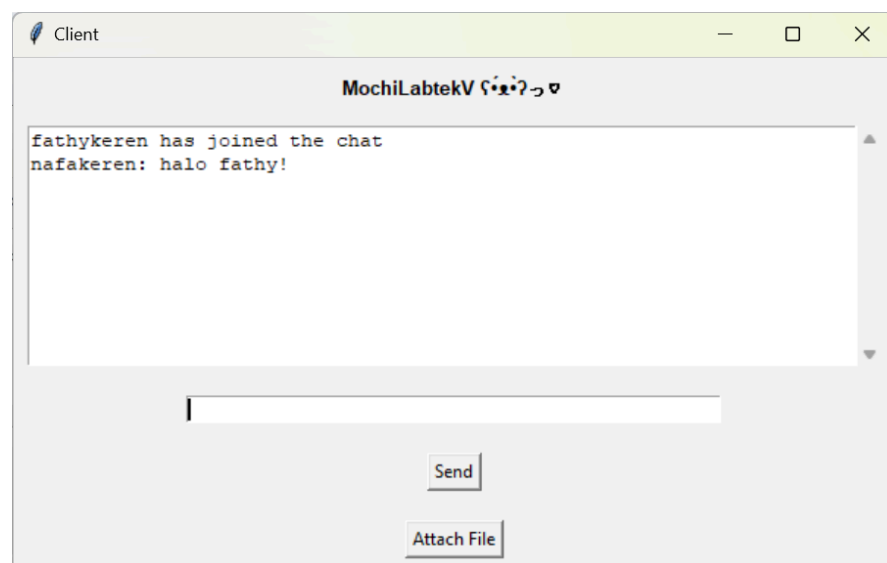 Client
MochiLabtekV ʕ•́ᴥ•̀ʔっ♡
fathykeren has joined the chat
nafakeren: halo fathy!
Send
Attach File